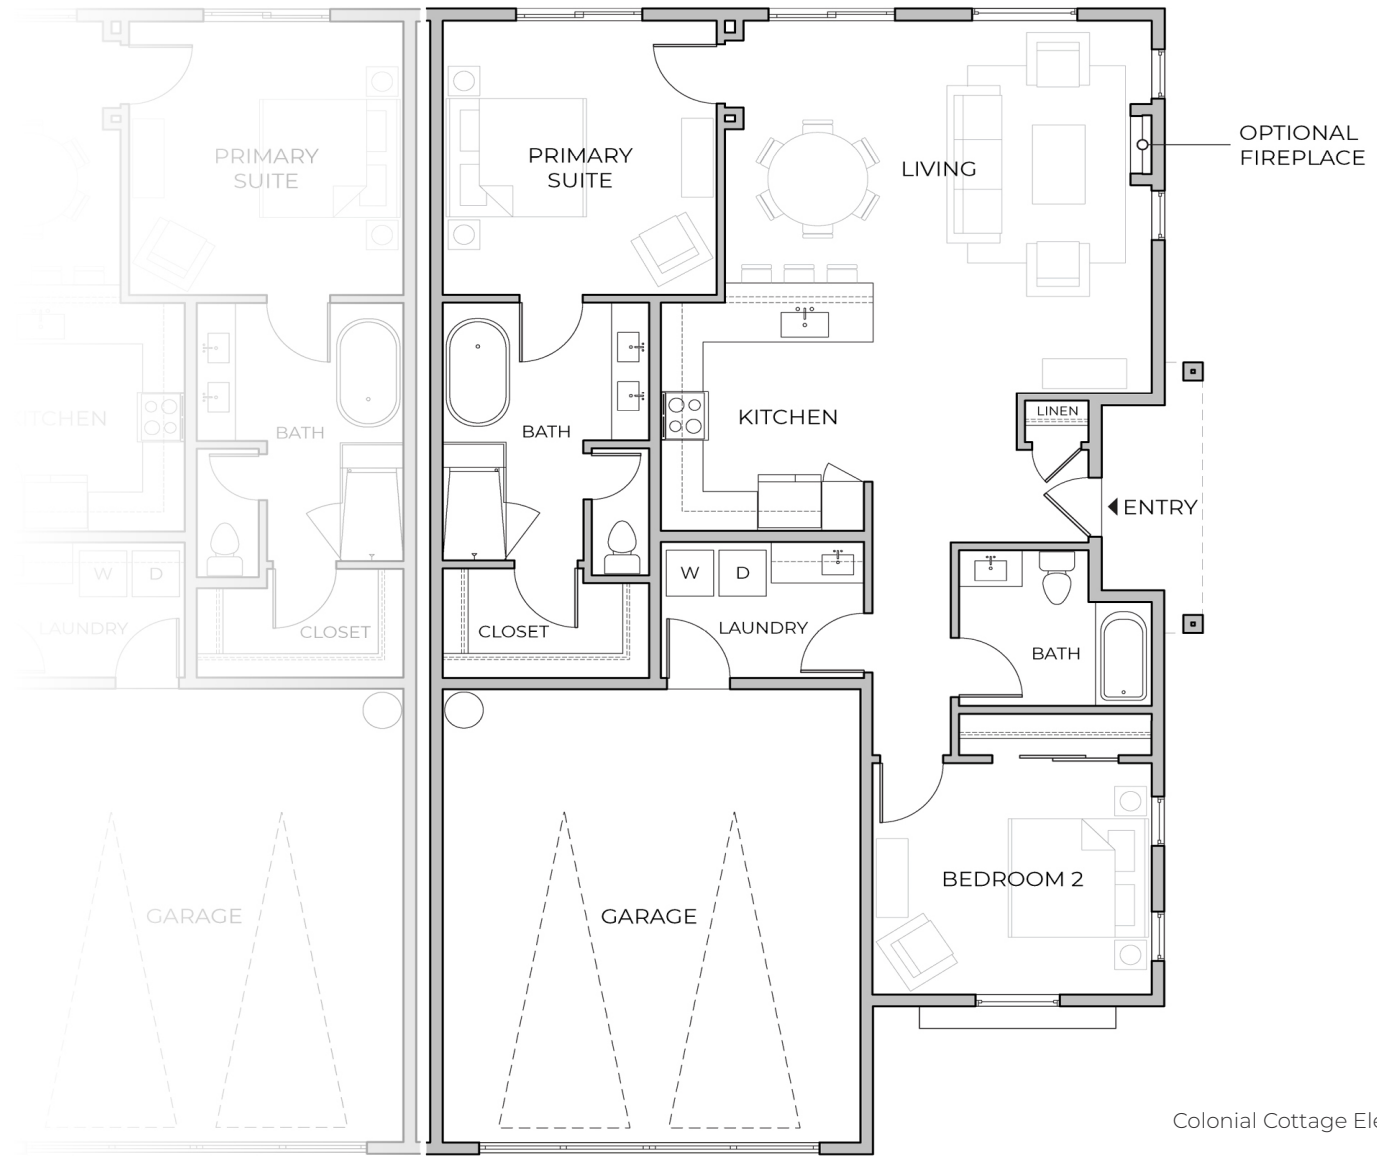 PRIMARY
SUITE
PRIMARY
SUITE
LIVING
OPTIONAL
FIREPLACE
ITCHEN
BATH
BATH
KITCHEN
LINEN
ENTRY
W D
LAUNDRY
CLOSET
W D
LAUNDRY
CLOSET
BATH
BEDROOM 2
GARAGE
GARAGE
Colonial Cottage Ele